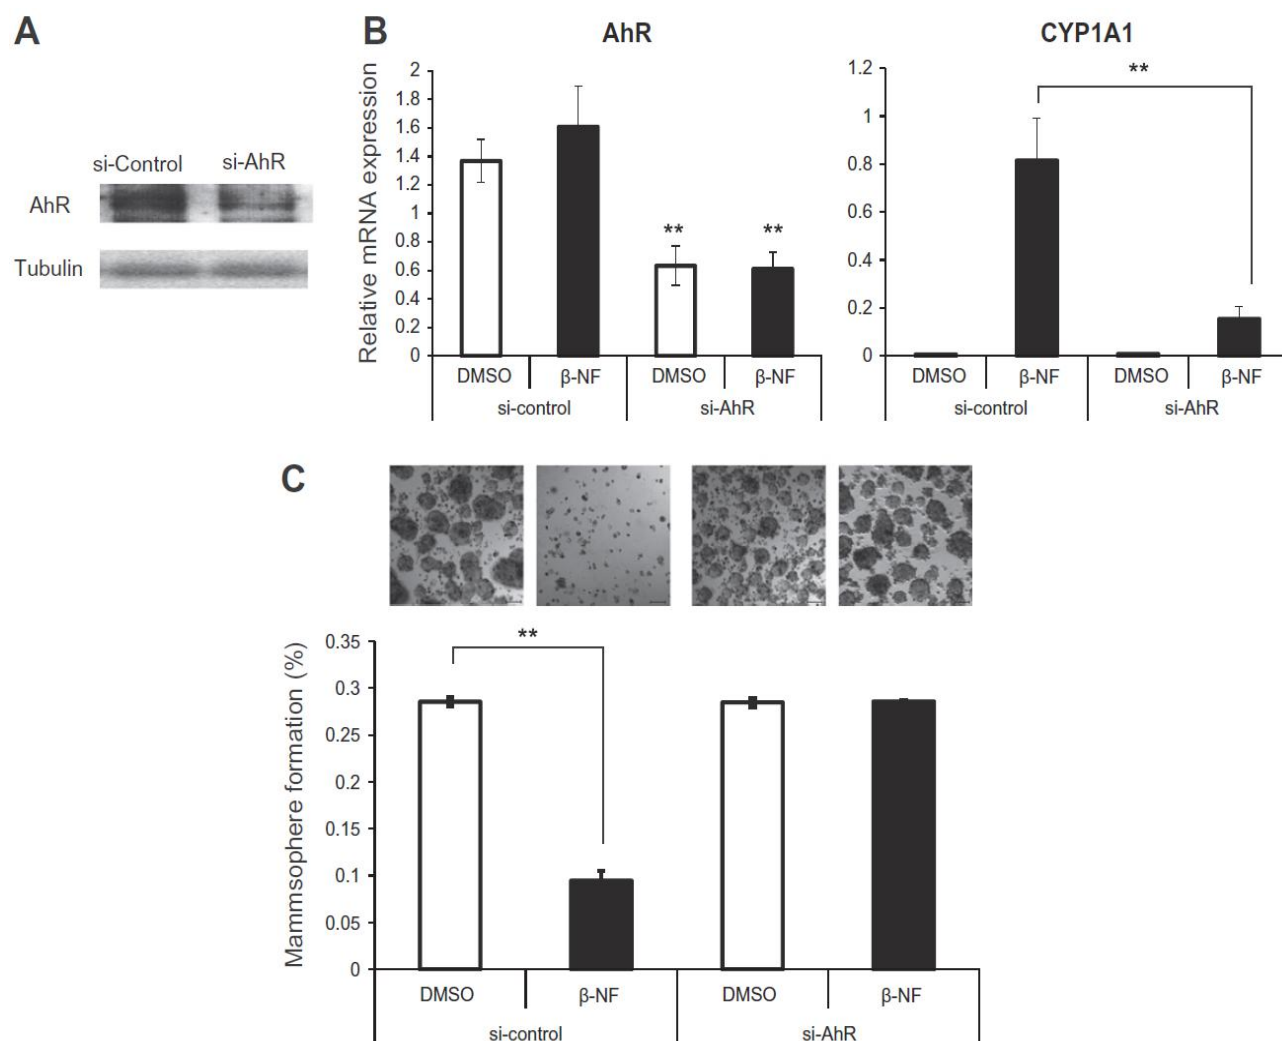 A
si-Control si-AhR
AhR
Tubulin
B
AhR
Relative mRNA expression
2
1.8
1.6
1.4
1.2
1
0.8
0.6
0.4
0.2
0
** **
DMSO β-NF DMSO β-NF
si-control si-AhR
CYP1A1
1.2
1
0.8
0.6
0.4
0.2
0
**
DMSO β-NF DMSO β-NF
si-control si-AhR
C
Mammsophere formation (%)
0.35
0.3
0.25
0.2
0.15
0.1
0.05
0
**
DMSO β-NF DMSO β-NF
si-control si-AhR